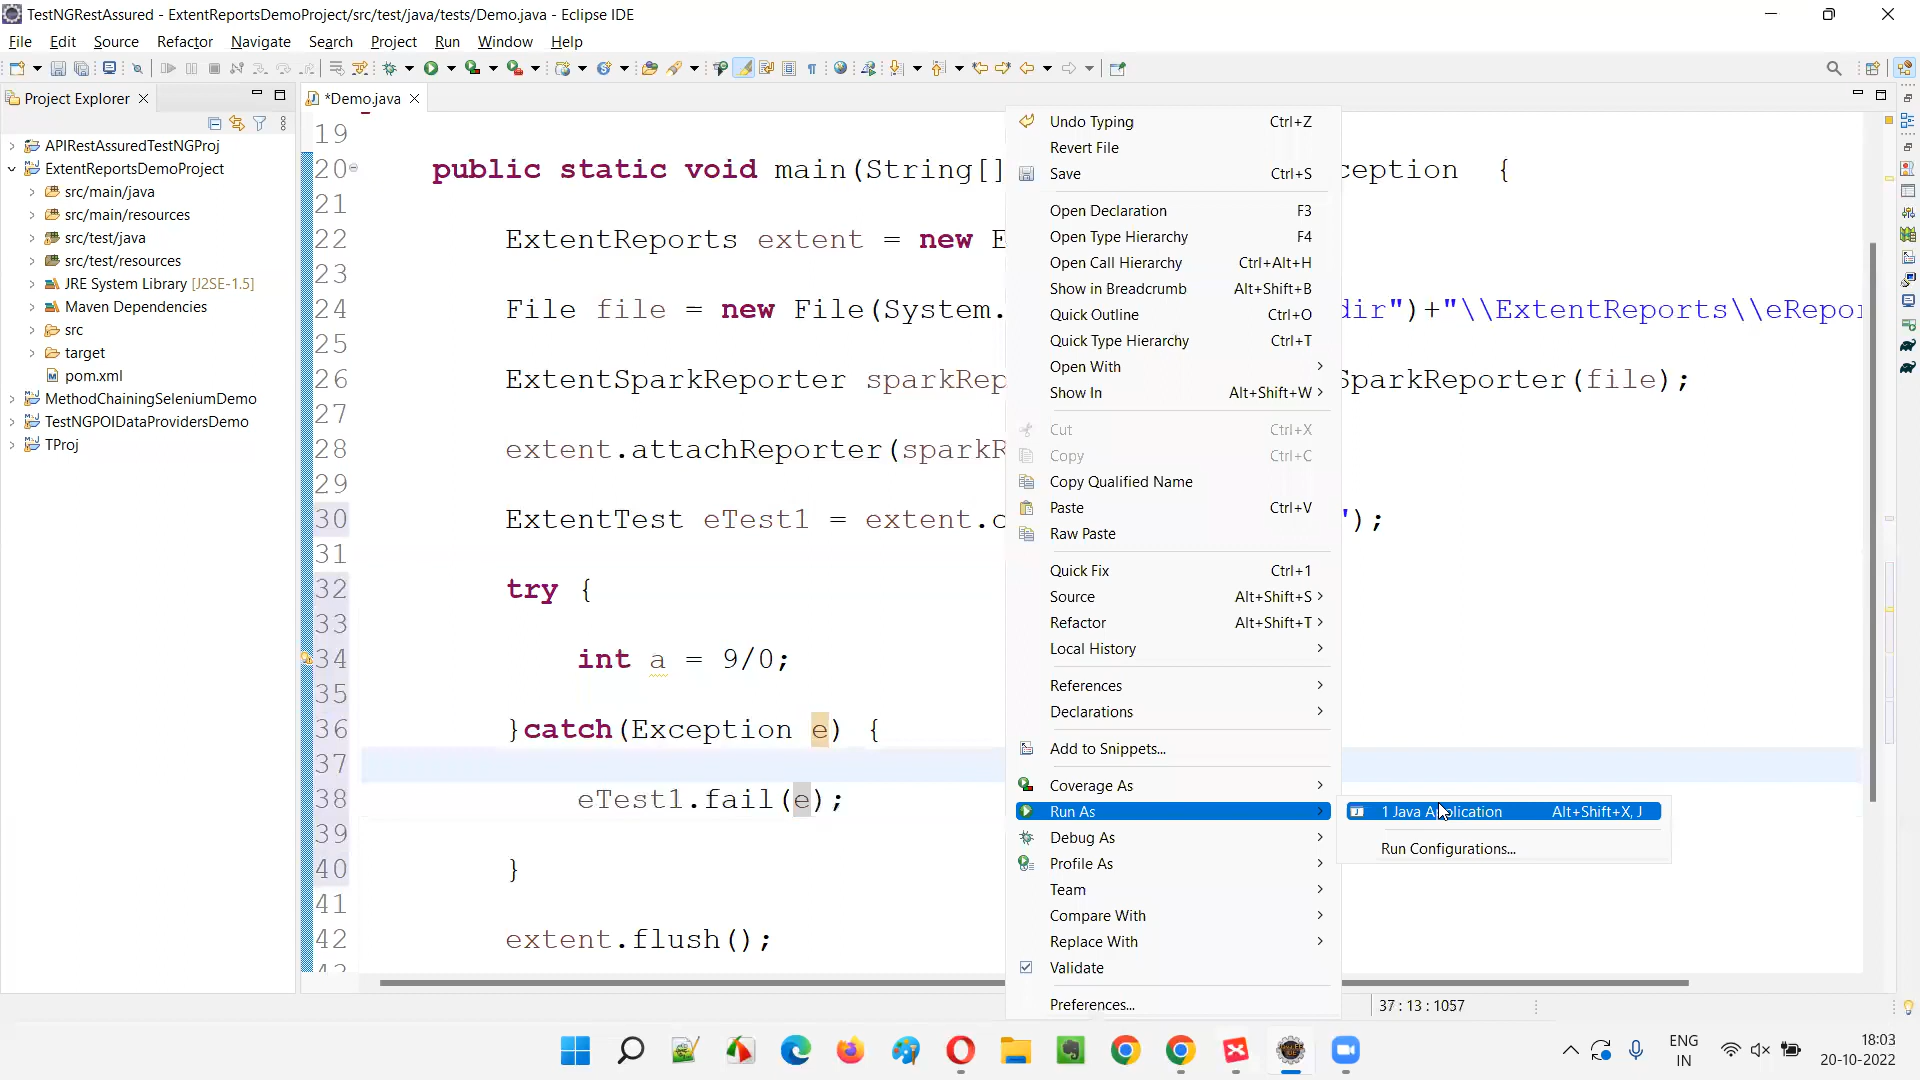 TestNGRestAssured - ExtentReportsDemoProject/src/test/java/tests/Demo.java - Eclipse IDE
File Edit Source Refactor Navigate Search Project Run Window Help
Project Explorer
*Demo.java
APIRestAssuredTestNGProj
ExtentReportsDemoProject
src/main/java
src/main/resources
src/test/java
src/test/resources
JRE System Library [J2SE-1.5]
Maven Dependencies
src
target
pom.xml
MethodChainingSeleniumDemo
TestNGPOIDataProvidersDemo
TProj
19
20 public static void main(String[] ception {
21
22 ExtentReports extent = new E
23
24 File file = new File(System. dir")+"\\ExtentReports\\eRepor
25
26 ExtentSparkReporter sparkRep SparkReporter(file);
27
28 extent.attachReporter(sparkR
29
30 ExtentTest eTest1 = extent.c ");
31
32 try {
33
34 int a = 9/0;
35
36 }catch(Exception e) {
37
38 eTest1.fail(e);
39
40 }
41
42 extent.flush();
Undo Typing Ctrl+Z
Revert File
Save Ctrl+S
Open Declaration F3
Open Type Hierarchy F4
Open Call Hierarchy Ctrl+Alt+H
Show in Breadcrumb Alt+Shift+B
Quick Outline Ctrl+O
Quick Type Hierarchy Ctrl+T
Open With
Show In Alt+Shift+W
Cut Ctrl+X
Copy Ctrl+C
Copy Qualified Name
Paste Ctrl+V
Raw Paste
Quick Fix Ctrl+1
Source Alt+Shift+S
Refactor Alt+Shift+T
Local History
References
Declarations
Add to Snippets...
Coverage As
Run As
Debug As
Profile As
Team
Compare With
Replace With
Validate
Preferences...
1 Java Application Alt+Shift+X, J
Run Configurations...
37 : 13 : 1057
ENG
IN
18:03
20-10-2022